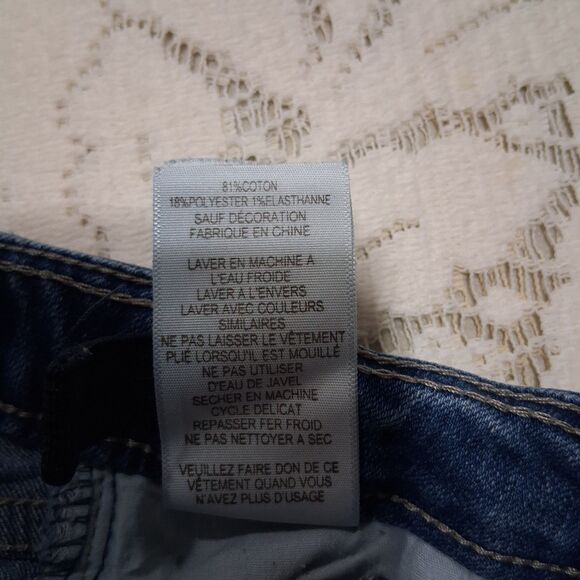 81%COTON
18%POLYESTER 1%ELASTHANNE
SAUF DÉCORATION
FABRIQUE EN CHINE
LAVER EN MACHINE A
L'EAU FROIDE
LAVER À L'ENVERS
LAVER AVEC COULEURS
SIMILAIRES
NE PAS LAISSER LE VÊTEMENT
PLIÉ LORSQU'IL EST MOUILLÉ
NE PAS UTILISER
D'EAU DE JAVEL
SECHER EN MACHINE
CYCLE DELICAT
REPASSER FER FROID
NE PAS NETTOYER A SEC
VEUILLEZ FAIRE DON DE CE
VÊTEMENT QUAND VOUS
N'AVEZ PLUS D'USAGE